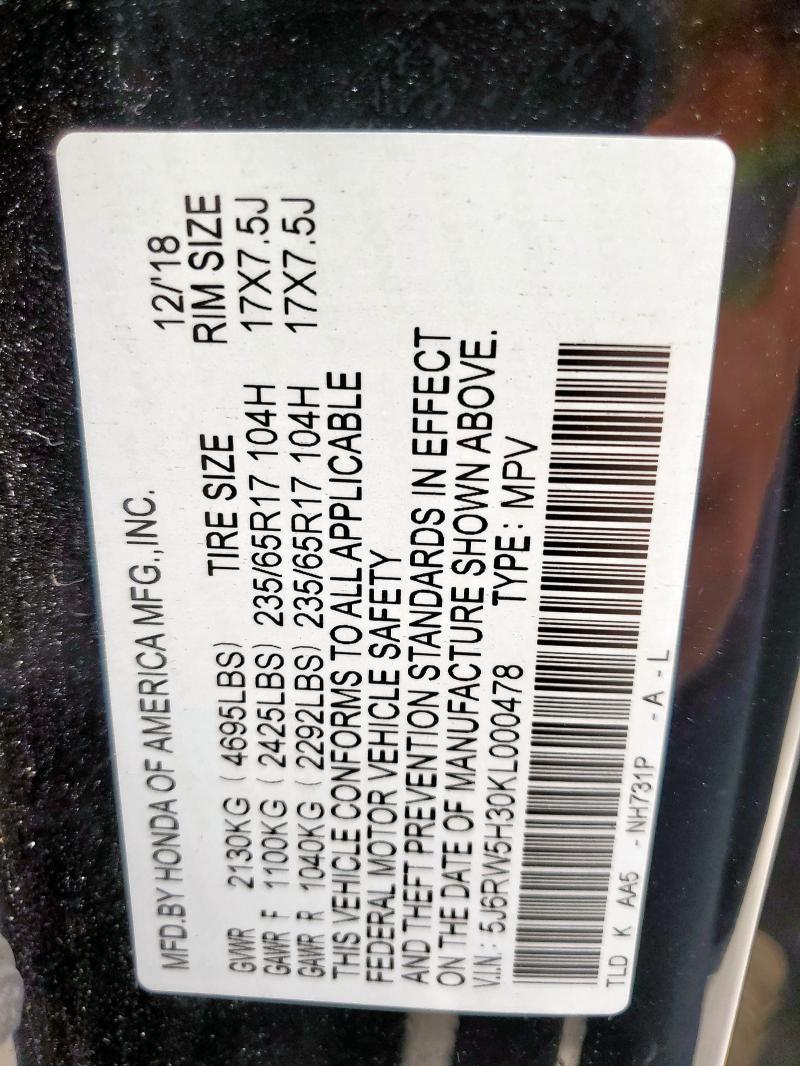 MFD.BY HONDA OF AMERICA MFG.,INC. 12/'18
TIRE SIZE RIM SIZE
GVWR 2130KG ( 4695LBS)
GAWR F 1100KG ( 2425LBS) 235/65R17 104H 17X7.5J
GAWR R 1040KG ( 2292LBS) 235/65R17 104H 17X7.5J
THIS VEHICLE CONFORMS TO ALL APPLICABLE
FEDERAL MOTOR VEHICLE SAFETY
AND THEFT PREVENTION STANDARDS IN EFFECT
ON THE DATE OF MANUFACTURE SHOWN ABOVE.
V.I.N.: 5J6RW5H30KL000478 TYPE: MPV
TLD K AA5 - NH731P - A - L